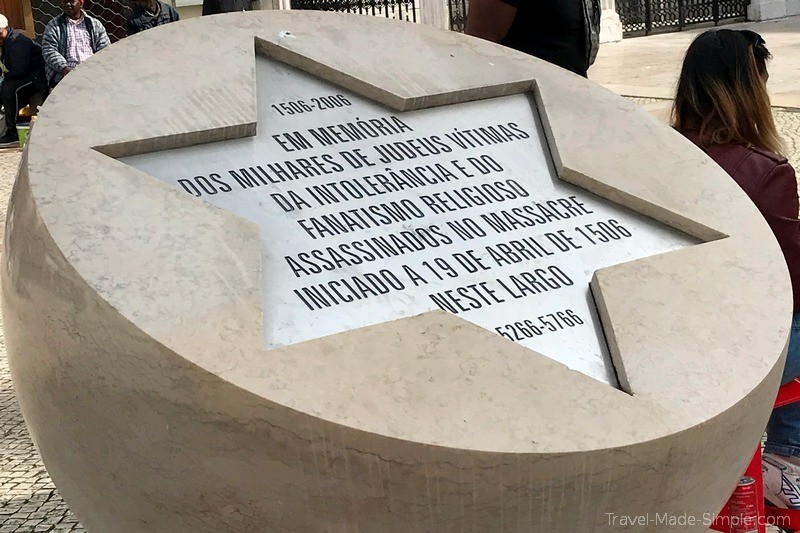 1506-2006
EM MEMÓRIA
DOS MILHARES DE JUDEUS VÍTIMAS
DA INTOLERÂNCIA E DO
FANATISMO RELIGIOSO
ASSASSINADOS NO MASSACRE
INICIADO A 19 DE ABRIL DE 1506
NESTE LARGO
5266-5766
Travel-Made-Simple.com